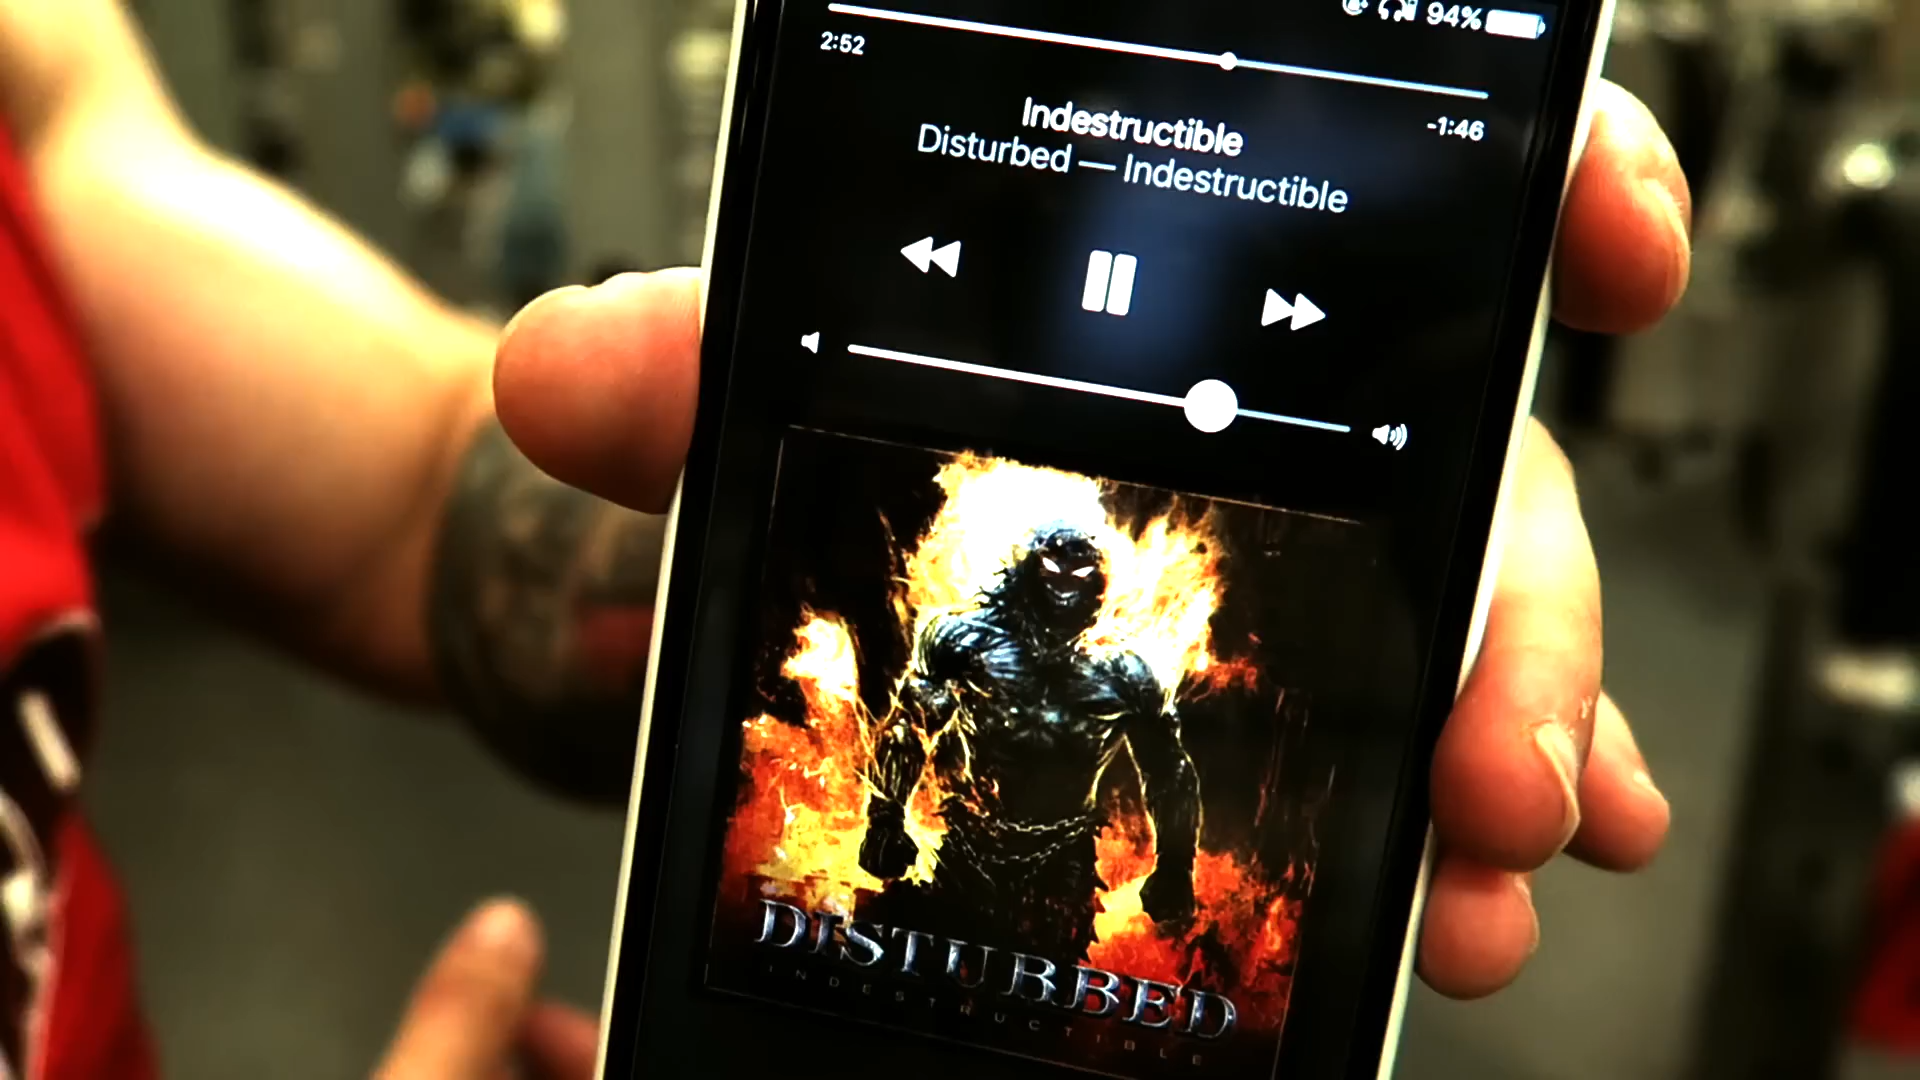 94%
2:52
-1:46
Indestructible
Disturbed — Indestructible
DISTURBED
INDESTRUCTIBLE